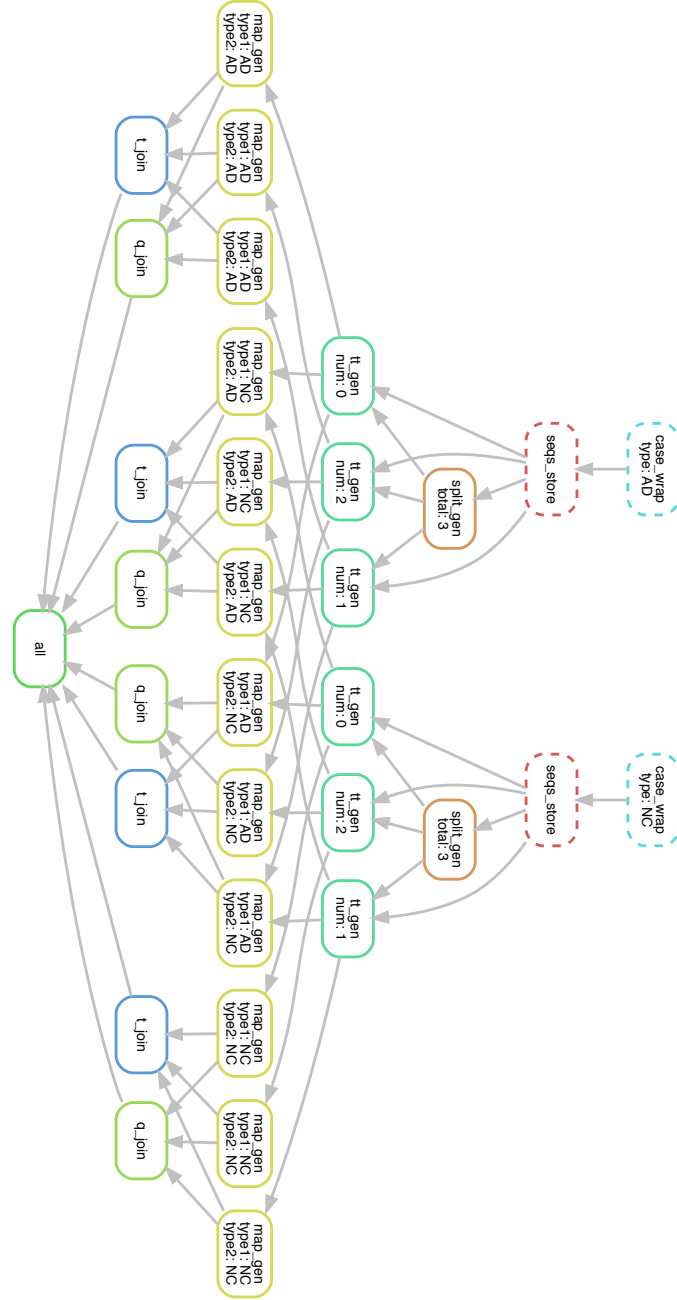 case_wrap
type: AD
case_wrap
type: NC
seqs_store
seqs_store
split_gen
total: 3
split_gen
total: 3
tt_gen
num: 0
tt_gen
num: 2
tt_gen
num: 1
tt_gen
num: 0
tt_gen
num: 2
tt_gen
num: 1
map_gen
type1: AD
type2: AD
map_gen
type1: AD
type2: AD
map_gen
type1: AD
type2: AD
map_gen
type1: NC
type2: AD
map_gen
type1: NC
type2: AD
map_gen
type1: NC
type2: AD
map_gen
type1: AD
type2: NC
map_gen
type1: AD
type2: NC
map_gen
type1: AD
type2: NC
map_gen
type1: NC
type2: NC
map_gen
type1: NC
type2: NC
map_gen
type1: NC
type2: NC
t_join
q_join
t_join
q_join
q_join
t_join
t_join
q_join
all